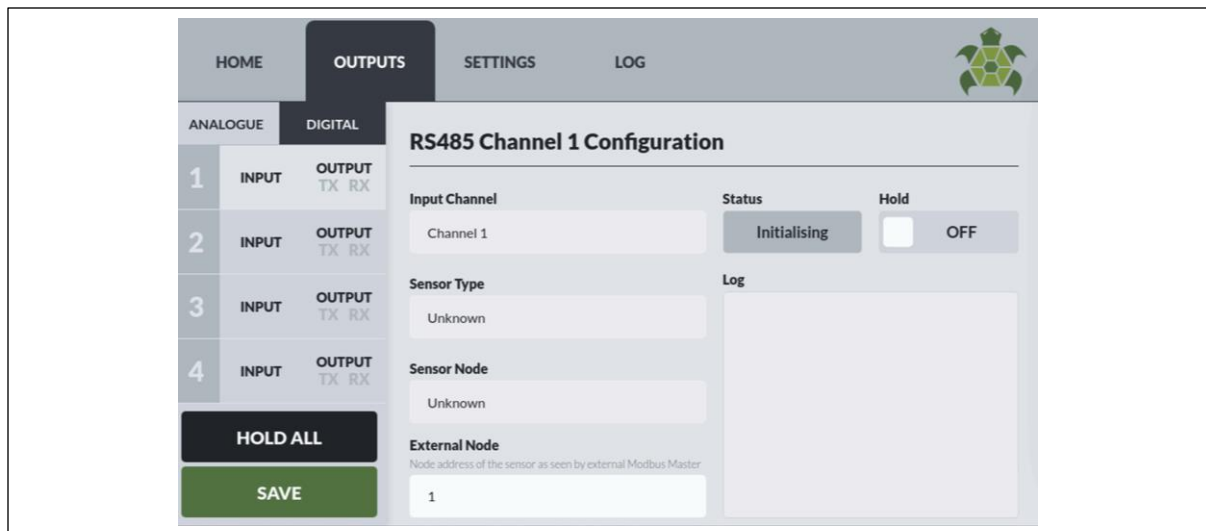 HOME OUTPUTS SETTINGS LOG
ANALOGUE DIGITAL
1 INPUT OUTPUT
TX RX
2 INPUT OUTPUT
TX RX
3 INPUT OUTPUT
TX RX
4 INPUT OUTPUT
TX RX
HOLD ALL
SAVE
RS485 Channel 1 Configuration
Input Channel
Channel 1
Sensor Type
Unknown
Sensor Node
Unknown
External Node
Node address of the sensor as seen by external Modbus Master
1
Status
Initialising
Hold
OFF
Log